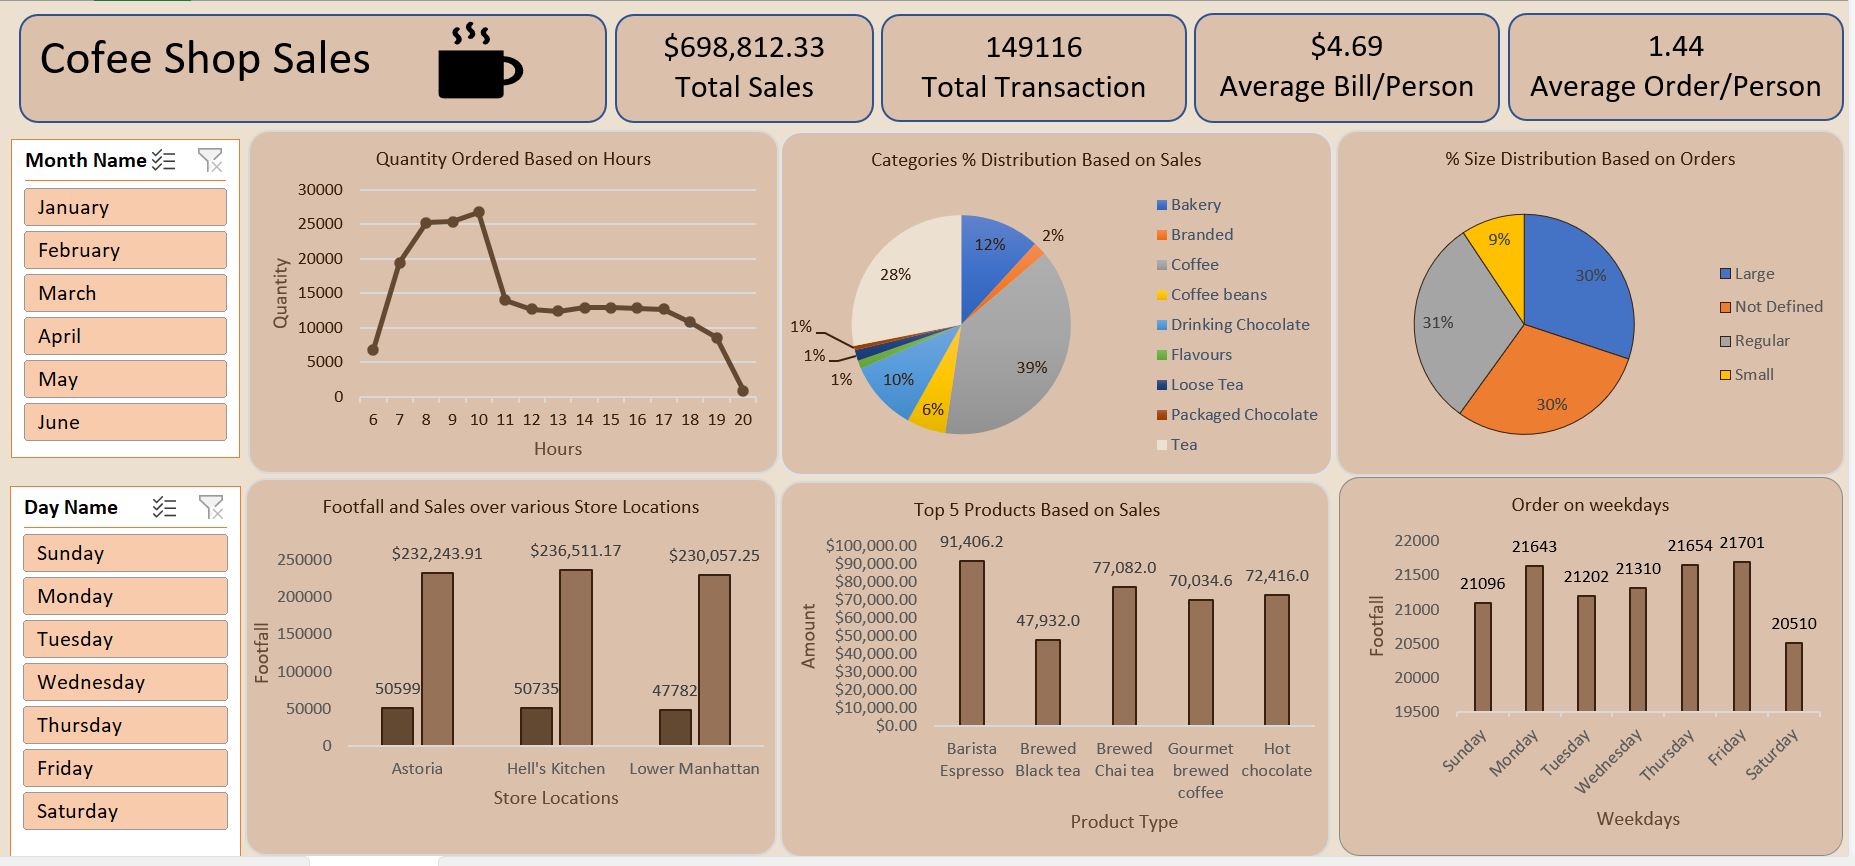 Cofee Shop Sales
$698,812.33
Total Sales
149116
Total Transaction
$4.69
Average Bill/Person
1.44
Average Order/Person
Month Name
January
February
March
April
May
June
Quantity Ordered Based on Hours
30000
25000
20000
15000
10000
5000
0
Quantity
6 7 8 9 10 11 12 13 14 15 16 17 18 19 20
Hours
Categories % Distribution Based on Sales
12%
2%
39%
6%
10%
1%
1%
1%
28%
Bakery
Branded
Coffee
Coffee beans
Drinking Chocolate
Flavours
Loose Tea
Packaged Chocolate
Tea
% Size Distribution Based on Orders
30%
30%
31%
9%
Large
Not Defined
Regular
Small
Day Name
Sunday
Monday
Tuesday
Wednesday
Thursday
Friday
Saturday
Footfall and Sales over various Store Locations
250000
200000
150000
100000
50000
0
Footfall
$232,243.91
$236,511.17
$230,057.25
50599
50735
47782
Astoria
Hell's Kitchen
Lower Manhattan
Store Locations
Top 5 Products Based on Sales
$100,000.00
$90,000.00
$80,000.00
$70,000.00
$60,000.00
$50,000.00
$40,000.00
$30,000.00
$20,000.00
$10,000.00
$0.00
Amount
91,406.2
47,932.0
77,082.0
70,034.6
72,416.0
Barista
Espresso
Brewed
Black tea
Brewed
Chai tea
Gourmet
brewed
coffee
Hot
chocolate
Product Type
Order on weekdays
22000
21500
21000
20500
20000
19500
Footfall
21096
21643
21202
21310
21654
21701
20510
Sunday
Monday
Tuesday
Wednesday
Thursday
Friday
Saturday
Weekdays